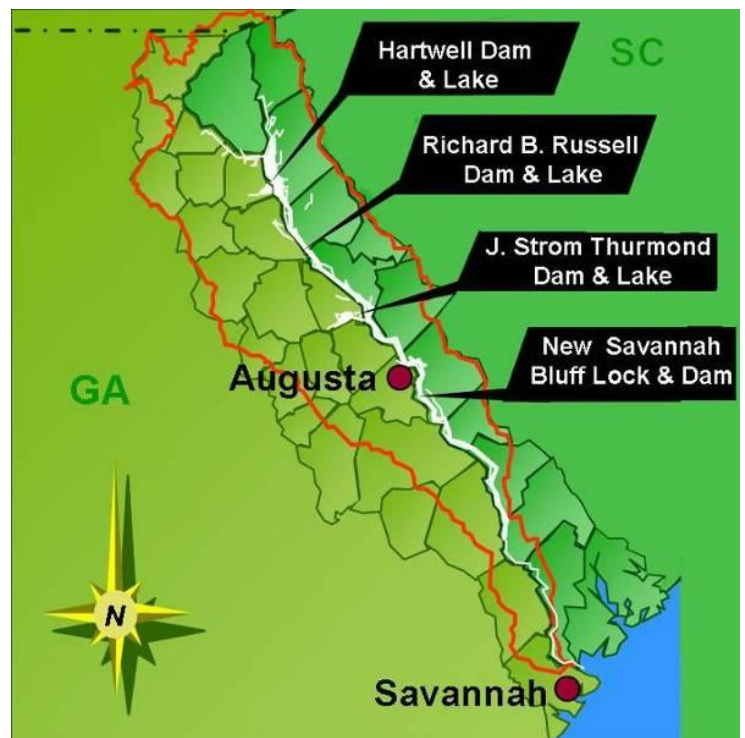 Hartwell Dam
& Lake
SC
Richard B. Russell
Dam & Lake
J. Strom Thurmond
Dam & Lake
New Savannah
Bluff Lock & Dam
Augusta
GA
N
Savannah